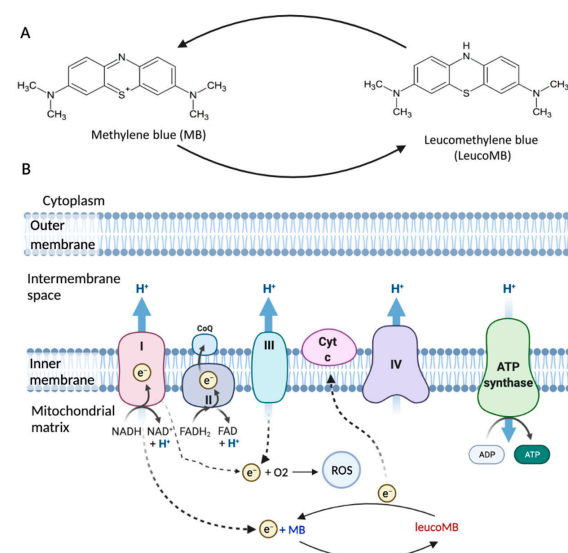 A
N
H₃C
N
CH₃
S⁺
N
CH₃
CH₃
Methylene blue (MB)
H
N
H₃C
N
CH₃
S
N
CH₃
CH₃
Leucomethylene blue
(LeucoMB)
B
Cytoplasm
Outer
membrane
Intermembrane
space
H⁺
H⁺
H⁺
H⁺
CoQ
I
III
Cyt
c
IV
ATP
synthase
Inner
membrane
e⁻
e⁻
II
Mitochondrial
matrix
NADH
NAD⁺
+ H⁺
FADH₂
FAD
+ H⁺
ADP
ATP
e⁻ + O2
ROS
e⁻
e⁻ + MB
leucoMB